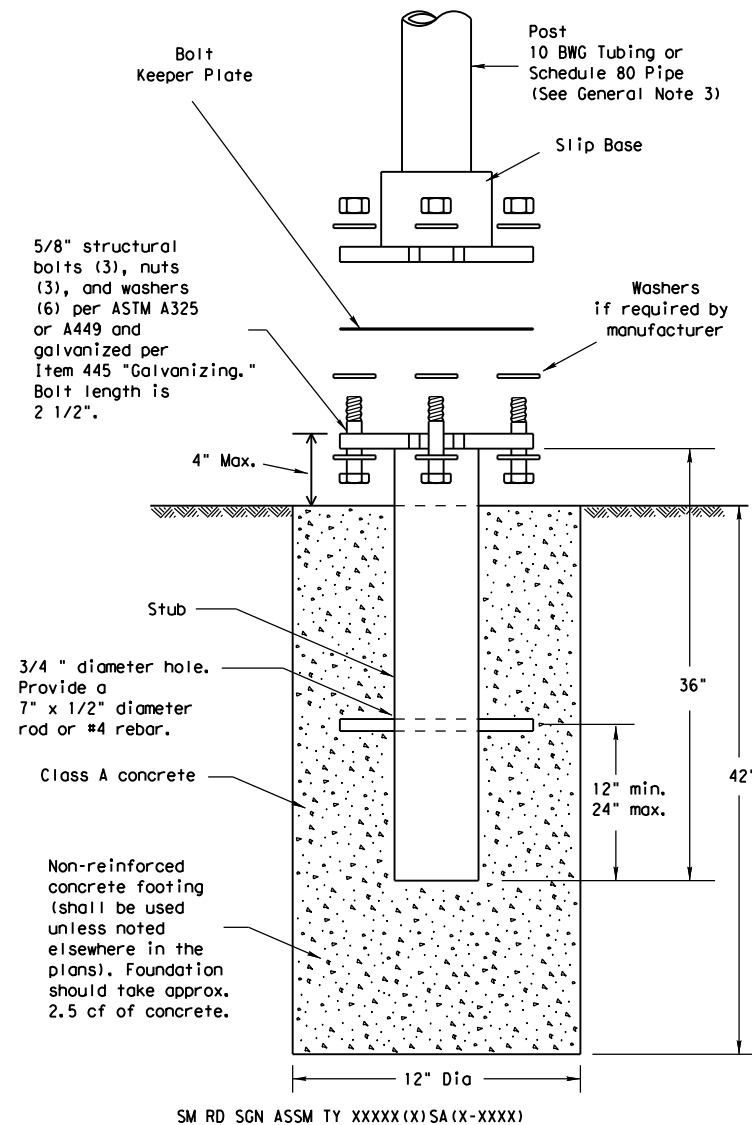 Bolt
Keeper Plate
Post
10 BWG Tubing or
Schedule 80 Pipe
(See General Note 3)
Slip Base
5/8" structural
bolts (3), nuts
(3), and washers
(6) per ASTM A325
or A449 and
galvanized per
Item 445 "Galvanizing."
Bolt length is
2 1/2".
Washers
if required by
manufacturer
4" Max.
Stub
3/4 " diameter hole.
Provide a
7" x 1/2" diameter
rod or #4 rebar.
36"
Class A concrete
12" min.
24" max.
42"
Non-reinforced
concrete footing
(shall be used
unless noted
elsewhere in the
plans). Foundation
should take approx.
2.5 cf of concrete.
12" Dia
SM RD SGN ASSM TY XXXXX(X)SA(X-XXXX)